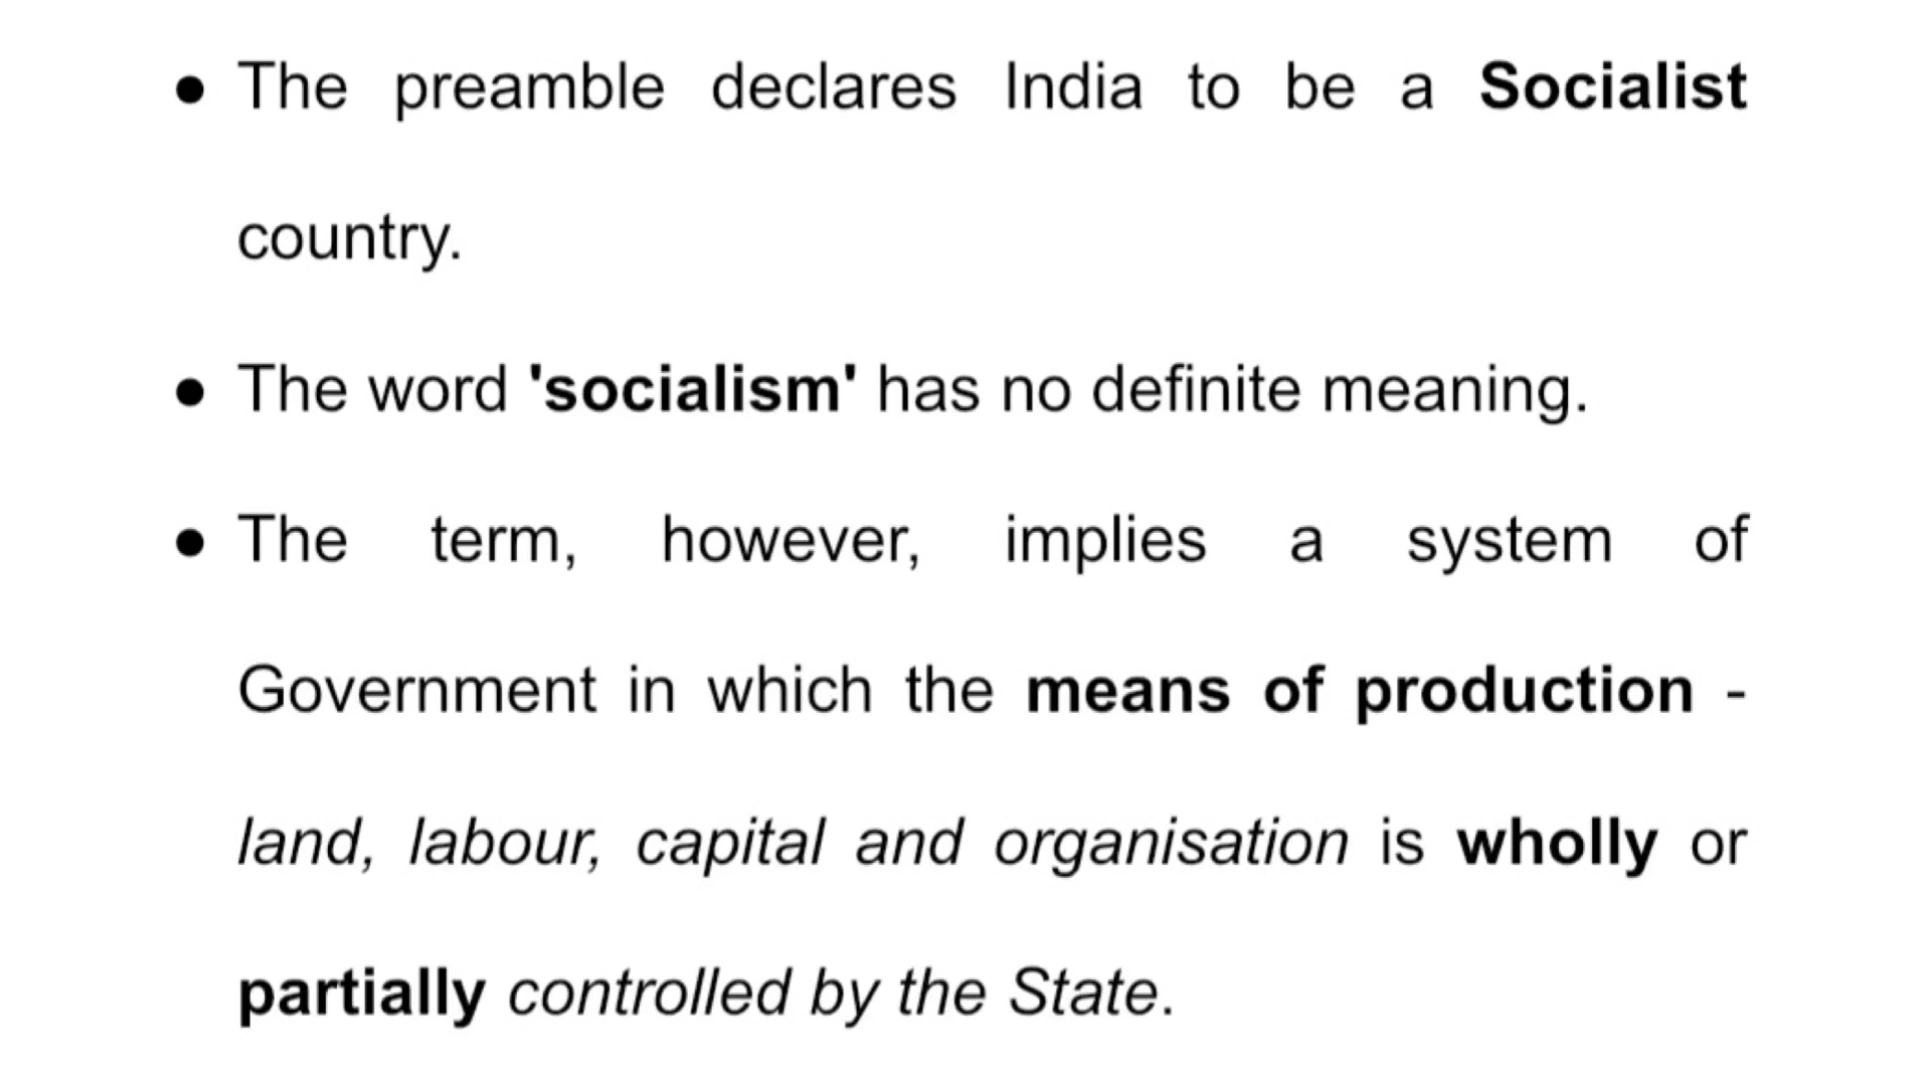 ● The preamble declares India to be a Socialist
country.
● The word 'socialism' has no definite meaning.
● The term, however, implies a system of
Government in which the means of production -
land, labour, capital and organisation is wholly or
partially controlled by the State.